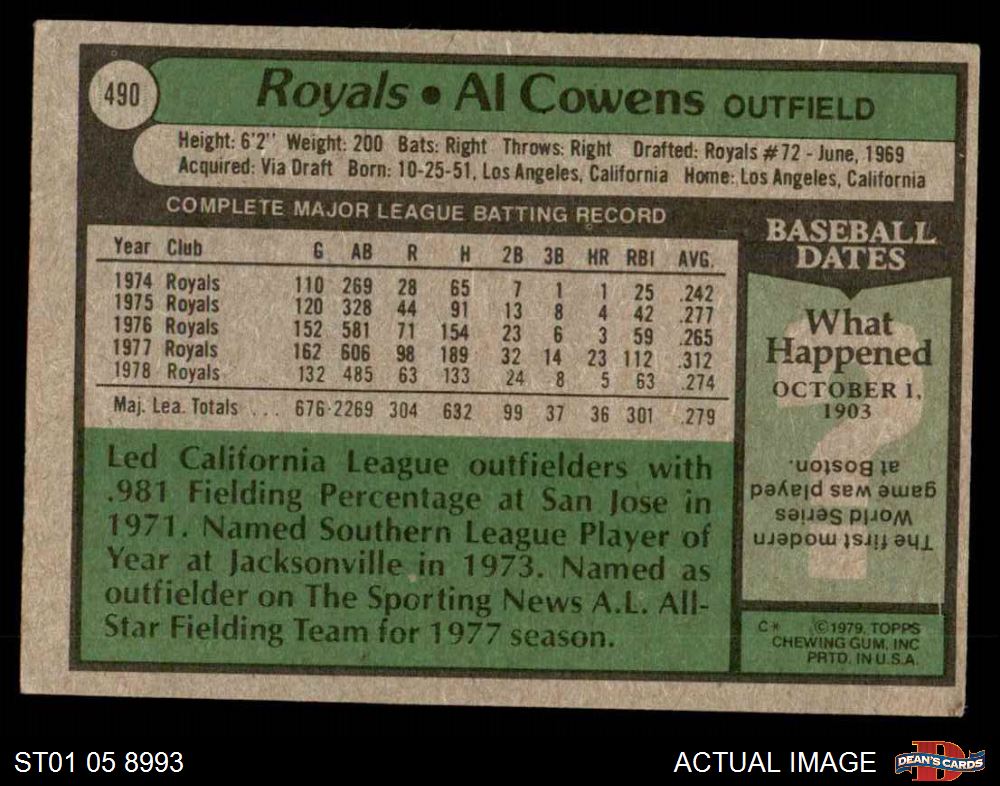 490
Royals • Al Cowens OUTFIELD
Height: 6'2" Weight: 200 Bats: Right Throws: Right Drafted: Royals #72 - June, 1969
Acquired: Via Draft Born: 10-25-51, Los Angeles, California Home: Los Angeles, California
COMPLETE MAJOR LEAGUE BATTING RECORD
Year Club G AB R H 2B 3B HR RBI AVG.
1974 Royals 110 269 28 65 7 1 1 25 .242
1975 Royals 120 328 44 91 13 8 4 42 .277
1976 Royals 152 581 71 154 23 6 3 59 .265
1977 Royals 162 606 98 189 32 14 23 112 .312
1978 Royals 132 485 63 133 24 8 5 63 .274
Maj. Lea. Totals ... 676 2269 304 632 99 37 36 301 .279
Led California League outfielders with
.981 Fielding Percentage at San Jose in
1971. Named Southern League Player of
Year at Jacksonville in 1973. Named as
outfielder on The Sporting News A.L. All-
Star Fielding Team for 1977 season.
BASEBALL
DATES
What
Happened
OCTOBER 1,
1903
?
The first modern
World Series
game was played
at Boston.
C* ©1979, TOPPS
CHEWING GUM, INC
PRTD. IN U.S.A.
ST01 05 8993
ACTUAL IMAGE
D
DEAN'S CARDS